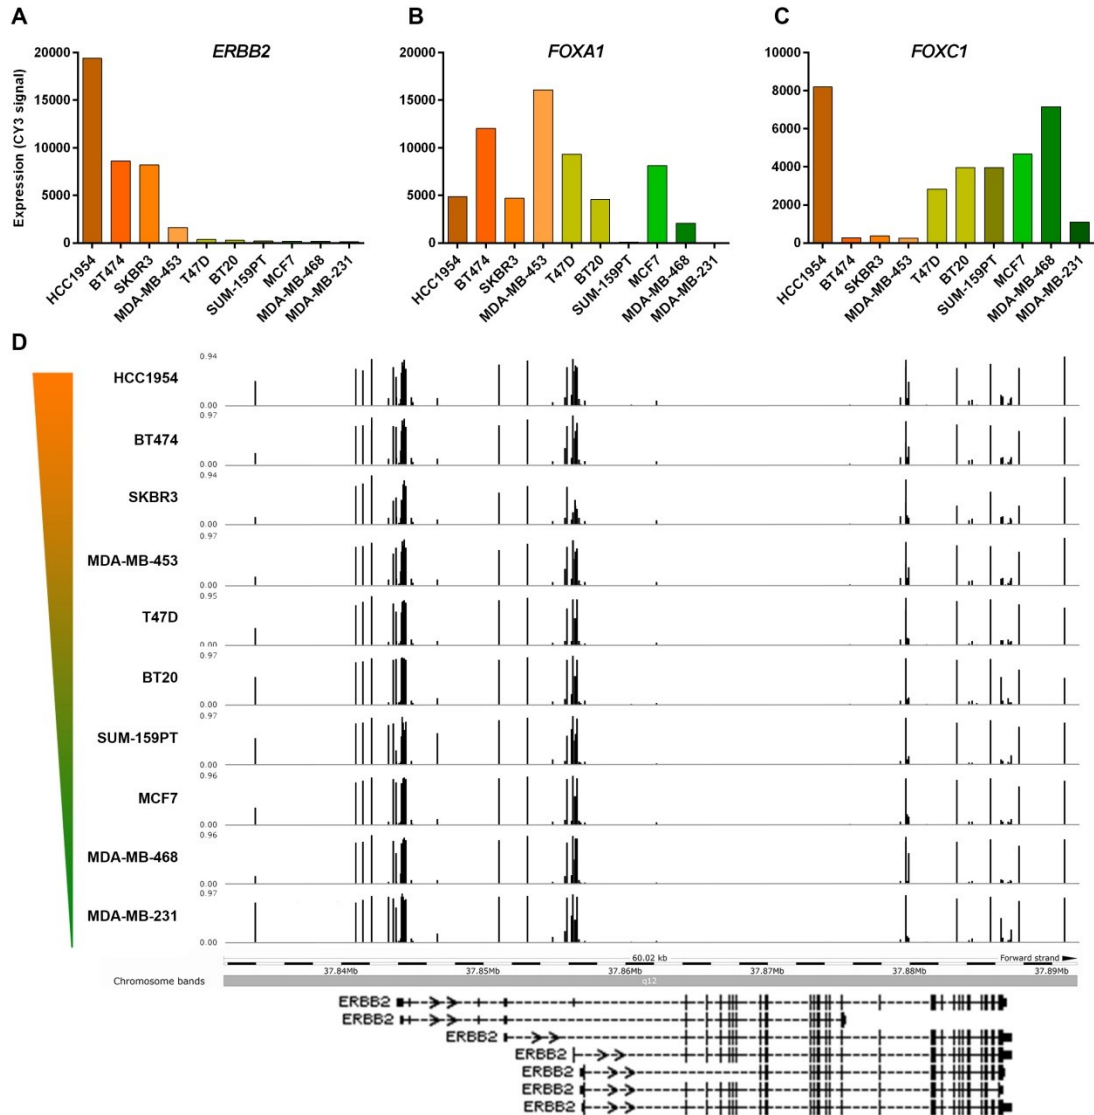 A
B
C
ERBB2
FOXA1
FOXC1
Expression (CY3 signal)
20000
15000
10000
5000
0
HCC1954
BT474
SKBR3
MDA-MB-453
T47D
BT20
SUM-159PT
MCF7
MDA-MB-468
MDA-MB-231
20000
15000
10000
5000
0
HCC1954
BT474
SKBR3
MDA-MB-453
T47D
BT20
SUM-159PT
MCF7
MDA-MB-468
MDA-MB-231
10000
8000
6000
4000
2000
0
HCC1954
BT474
SKBR3
MDA-MB-453
T47D
BT20
SUM-159PT
MCF7
MDA-MB-468
MDA-MB-231
D
HCC1954
0.94
0.00
BT474
0.97
0.00
SKBR3
0.94
0.00
MDA-MB-453
0.97
0.00
T47D
0.95
0.00
BT20
0.97
0.00
SUM-159PT
0.97
0.00
MCF7
0.96
0.00
MDA-MB-468
0.96
0.00
MDA-MB-231
0.97
0.00
60.02 kb
Forward strand
37.84Mb 37.85Mb 37.86Mb 37.87Mb 37.88Mb 37.89Mb
Chromosome bands
q12
ERBB2
ERBB2
ERBB2
ERBB2
ERBB2
ERBB2
ERBB2